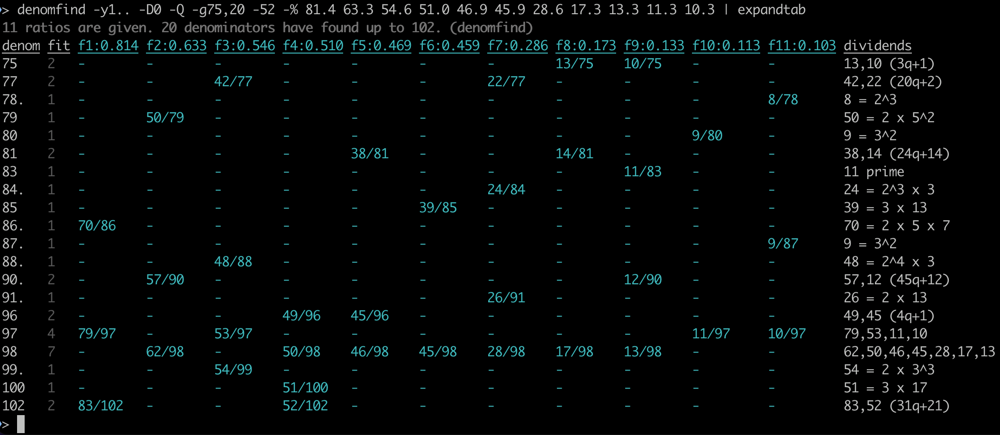 > denomfind -y1.. -D0 -Q -g75,20 -52 -% 81.4 63.3 54.6 51.0 46.9 45.9 28.6 17.3 13.3 11.3 10.3 | expandtab
11 ratios are given. 20 denominators have found up to 102. (denomfind)
denom fit f1:0.814 f2:0.633 f3:0.546 f4:0.510 f5:0.469 f6:0.459 f7:0.286 f8:0.173 f9:0.133 f10:0.113 f11:0.103 dividends
75 2 - - - - - - - 13/75 10/75 - - 13,10 (3q+1)
77 2 - - 42/77 - - - 22/77 - - - - 42,22 (20q+2)
78. 1 - - - - - - - - - - 8/78 8 = 2^3
79 1 - 50/79 - - - - - - - - - 50 = 2 x 5^2
80 1 - - - - - - - - - 9/80 - 9 = 3^2
81 2 - - - - 38/81 - - 14/81 - - - 38,14 (24q+14)
83 1 - - - - - - - - 11/83 - - 11 prime
84. 1 - - - - - - 24/84 - - - - 24 = 2^3 x 3
85 1 - - - - - 39/85 - - - - - 39 = 3 x 13
86. 1 70/86 - - - - - - - - - - 70 = 2 x 5 x 7
87. 1 - - - - - - - - - - 9/87 9 = 3^2
88. 1 - - 48/88 - - - - - - - - 48 = 2^4 x 3
90. 2 - 57/90 - - - - - - 12/90 - - 57,12 (45q+12)
91. 1 - - - - - - 26/91 - - - - 26 = 2 x 13
96 2 - - - 49/96 45/96 - - - - - - 49,45 (4q+1)
97 4 79/97 - 53/97 - - - - - - 11/97 10/97 79,53,11,10
98 7 - 62/98 - 50/98 46/98 45/98 28/98 17/98 13/98 - - 62,50,46,45,28,17,13
99. 1 - - 54/99 - - - - - - - - 54 = 2 x 3^3
100 1 - - - 51/100 - - - - - - - 51 = 3 x 17
102 2 83/102 - - 52/102 - - - - - - - 83,52 (31q+21)
>